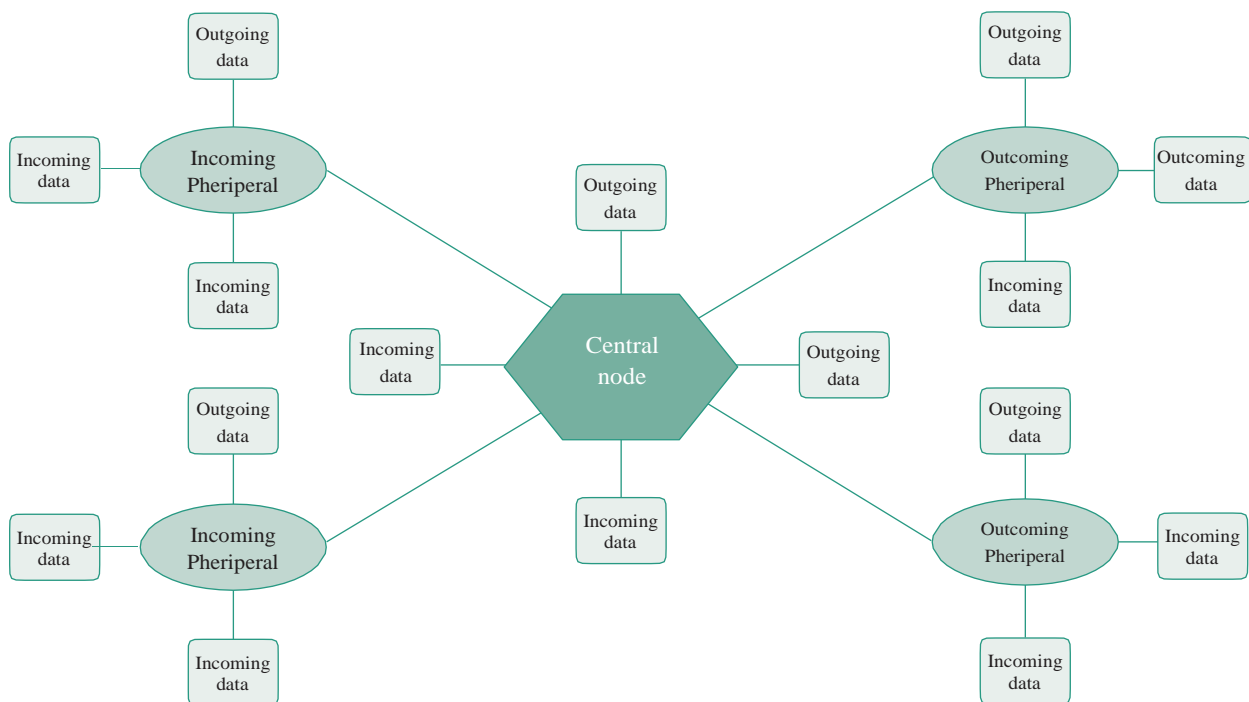 Outgoing
data
Outgoing
data
Incoming
data
Incoming
Pheriperal
Outcoming
Pheriperal
Outcoming
data
Outgoing
data
Incoming
data
Incoming
data
Incoming
data
Central
node
Outgoing
data
Outgoing
data
Outgoing
data
Incoming
data
Incoming
Pheriperal
Incoming
data
Outcoming
Pheriperal
Incoming
data
Incoming
data
Incoming
data